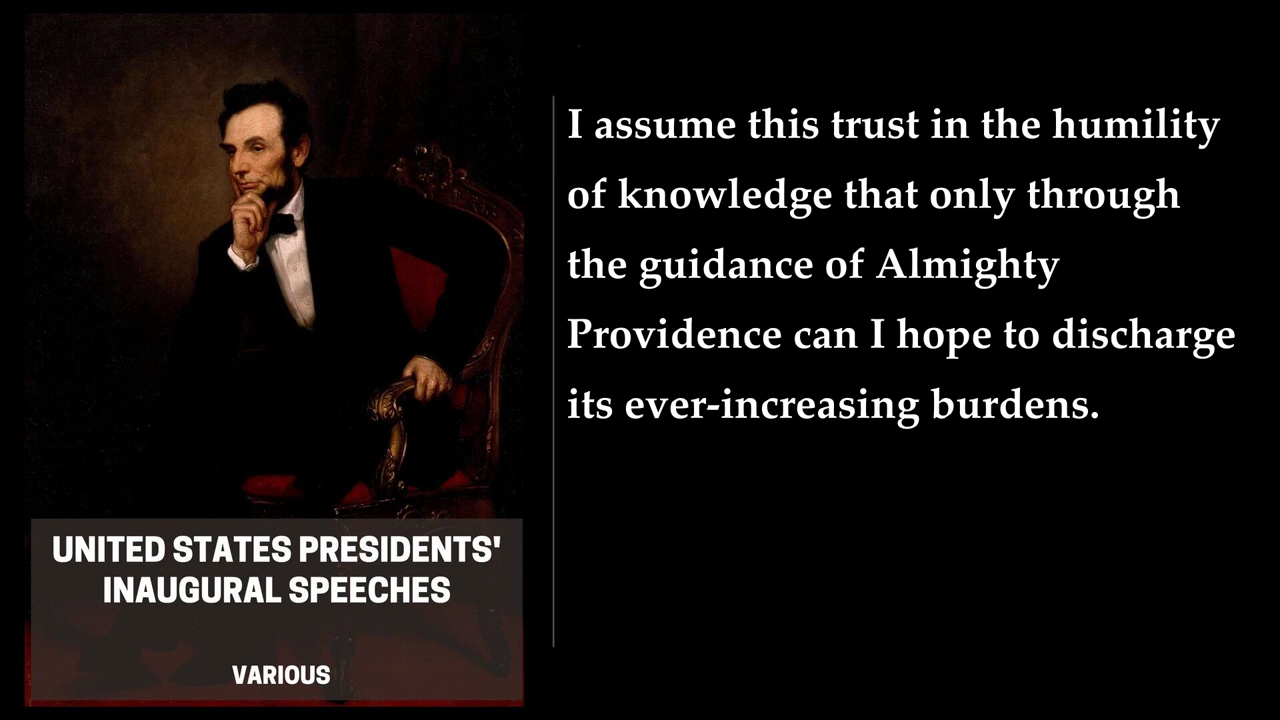 I assume this trust in the humility
of knowledge that only through
the guidance of Almighty
Providence can I hope to discharge
its ever-increasing burdens.
UNITED STATES PRESIDENTS'
INAUGURAL SPEECHES
VARIOUS